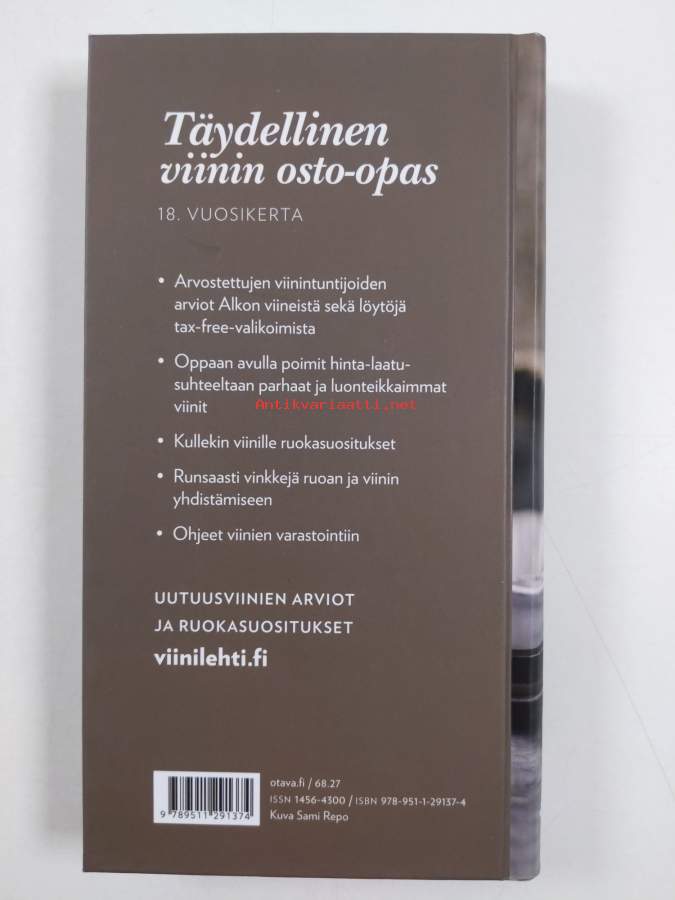 Täydellinen
viinin osto-opas
18. VUOSIKERTA
• Arvostettujen viinintuntijoiden
arviot Alkon viineistä sekä löytöjä
tax-free-valikoimista
• Oppaan avulla poimit hinta-laatu-
suhteeltaan parhaat ja luonteikkaimmat
viinit
Antikvariaatti.net
• Kullekin viinille ruokasuositukset
• Runsaasti vinkkejä ruoan ja viinin
yhdistämiseen
• Ohjeet viinien varastointiin
UUTUUSVIINIEN ARVIOT
JA RUOKASUOSITUKSET
viinilehti.fi
otava.fi / 68.27
ISSN 1456-4300 / ISBN 978-951-1-29137-4
Kuva Sami Repo
9 789511 291374